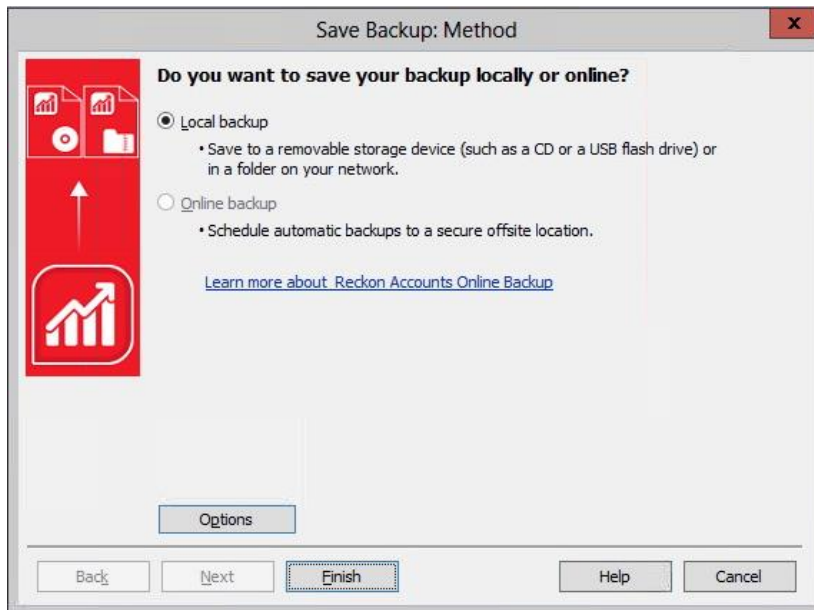 Save Backup: Method
x
Do you want to save your backup locally or online?
Local backup
• Save to a removable storage device (such as a CD or a USB flash drive) or
in a folder on your network.
Online backup
• Schedule automatic backups to a secure offsite location.
Learn more about Reckon Accounts Online Backup
Options
Back
Next
Finish
Help
Cancel